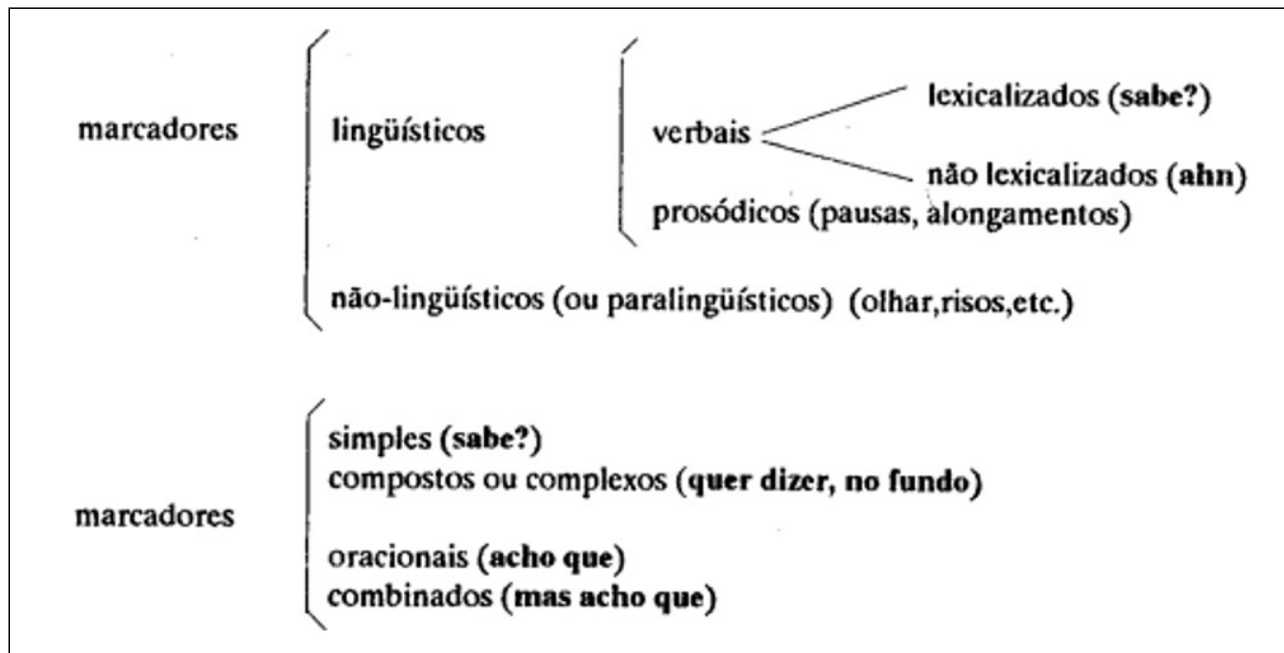 lexicalizados (sabe?)
marcadores lingüísticos verbais
não lexicalizados (ahn)
prosódicos (pausas, alongamentos)
não-lingüísticos (ou paralingüísticos) (olhar,risos,etc.)
simples (sabe?)
compostos ou complexos (quer dizer, no fundo)
marcadores
oracionais (acho que)
combinados (mas acho que)